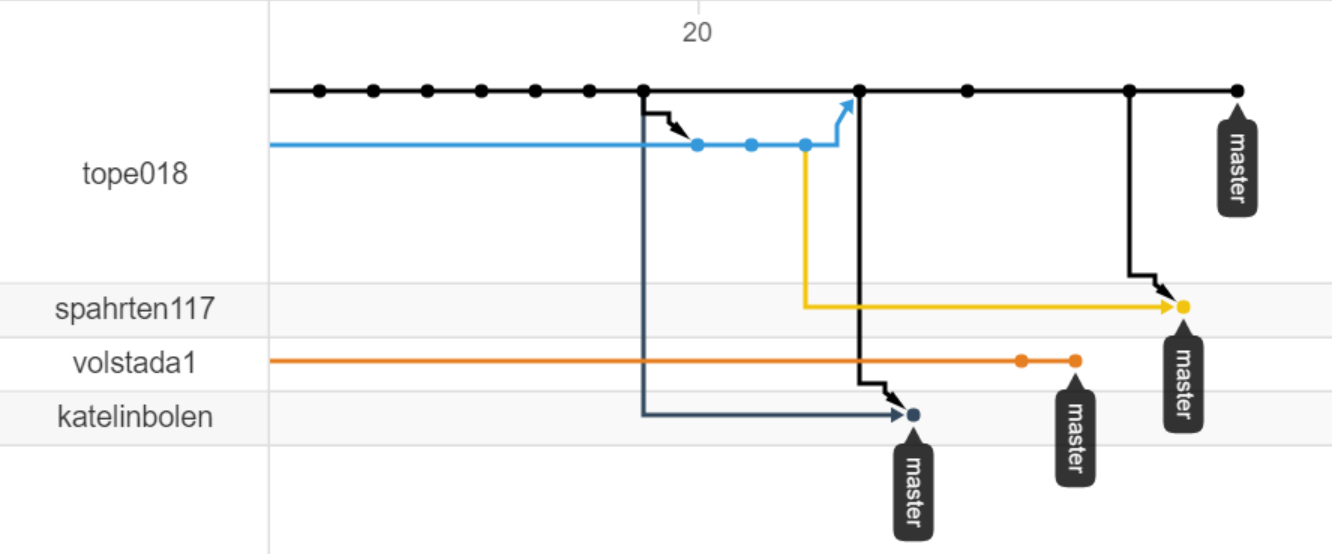 20
tope018
master
spahrten117
master
volstada1
master
katelinbolen
master